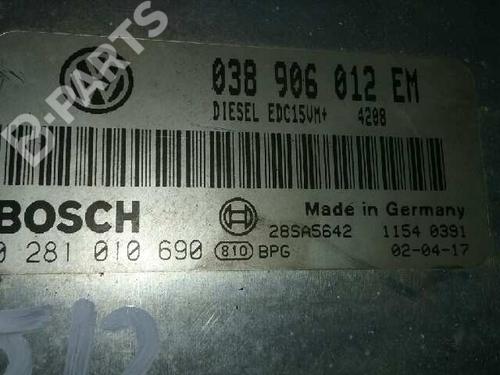 038 906 012 EM
DIESEL EDC15VM+ 4208
BOSCH
Made in Germany
28SA5642 1154 0391
0 281 010 690 810 BPG 02-04-17